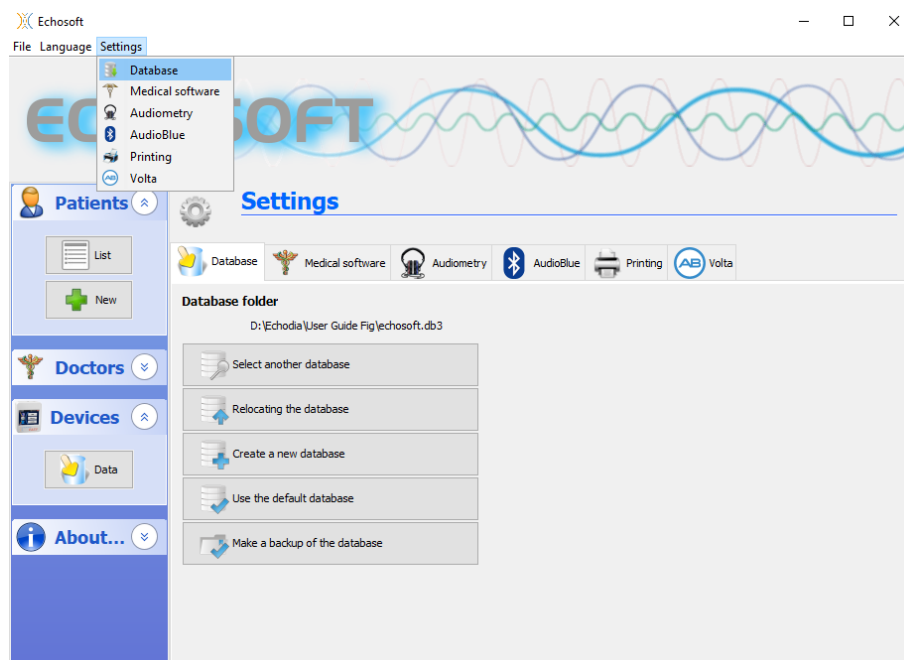 Echosoft
File Language Settings
Database
Medical software
Audiometry
AudioBlue
Printing
AB Volta
Patients
List
New
Doctors
Devices
Data
About...
Settings
Database Medical software Audiometry AudioBlue Printing AB Volta
Database folder
D:\Echodia\User Guide Fig\echosoft.db3
Select another database
Relocating the database
Create a new database
Use the default database
Make a backup of the database